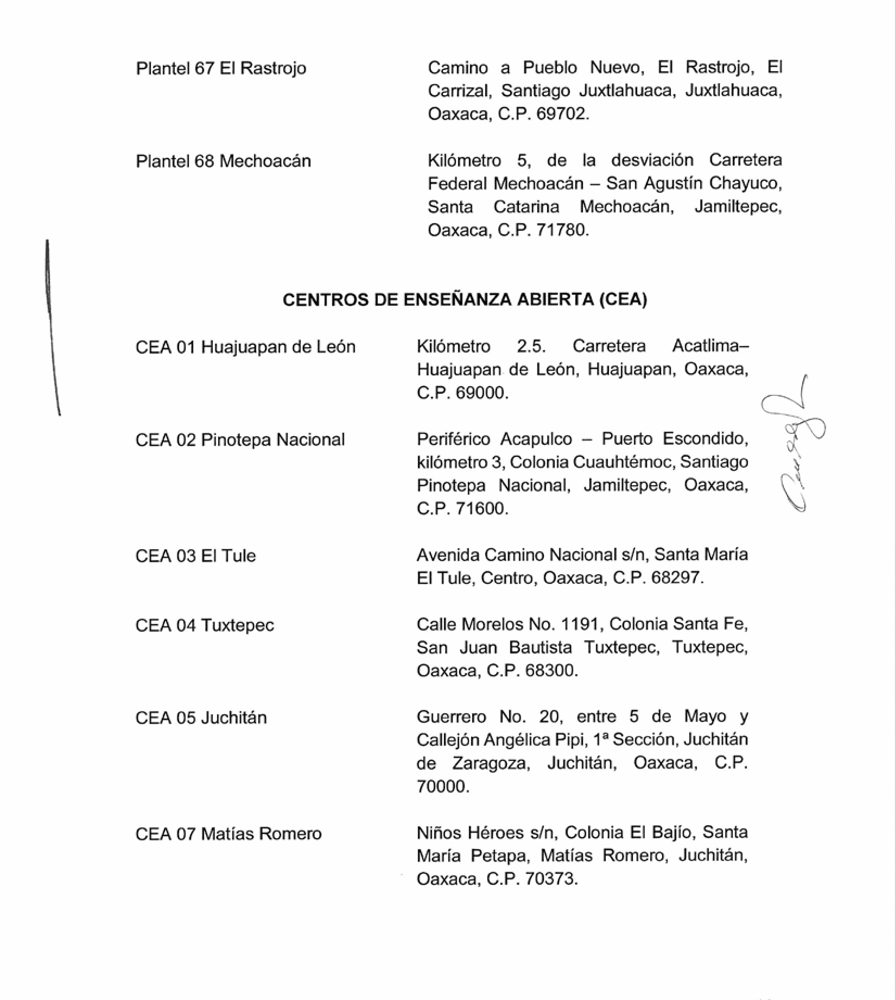 Plantel 67 El Rastrojo
Camino a Pueblo Nuevo, El Rastrojo, El
Carrizal, Santiago Juxtlahuaca, Juxtlahuaca,
Oaxaca, C.P. 69702.
Plantel 68 Mechoacán
Kilómetro 5, de la desviación Carretera
Federal Mechoacán – San Agustín Chayuco,
Santa Catarina Mechoacán, Jamiltepec,
Oaxaca, C.P. 71780.
CENTROS DE ENSEÑANZA ABIERTA (CEA)
CEA 01 Huajuapan de León
Kilómetro 2.5. Carretera Acatlima–
Huajuapan de León, Huajuapan, Oaxaca,
C.P. 69000.
CEA 02 Pinotepa Nacional
Periférico Acapulco – Puerto Escondido,
kilómetro 3, Colonia Cuauhtémoc, Santiago
Pinotepa Nacional, Jamiltepec, Oaxaca,
C.P. 71600.
CEA 03 El Tule
Avenida Camino Nacional s/n, Santa María
El Tule, Centro, Oaxaca, C.P. 68297.
CEA 04 Tuxtepec
Calle Morelos No. 1191, Colonia Santa Fe,
San Juan Bautista Tuxtepec, Tuxtepec,
Oaxaca, C.P. 68300.
CEA 05 Juchitán
Guerrero No. 20, entre 5 de Mayo y
Callejón Angélica Pipi, 1ª Sección, Juchitán
de Zaragoza, Juchitán, Oaxaca, C.P.
70000.
CEA 07 Matías Romero
Niños Héroes s/n, Colonia El Bajío, Santa
María Petapa, Matías Romero, Juchitán,
Oaxaca, C.P. 70373.